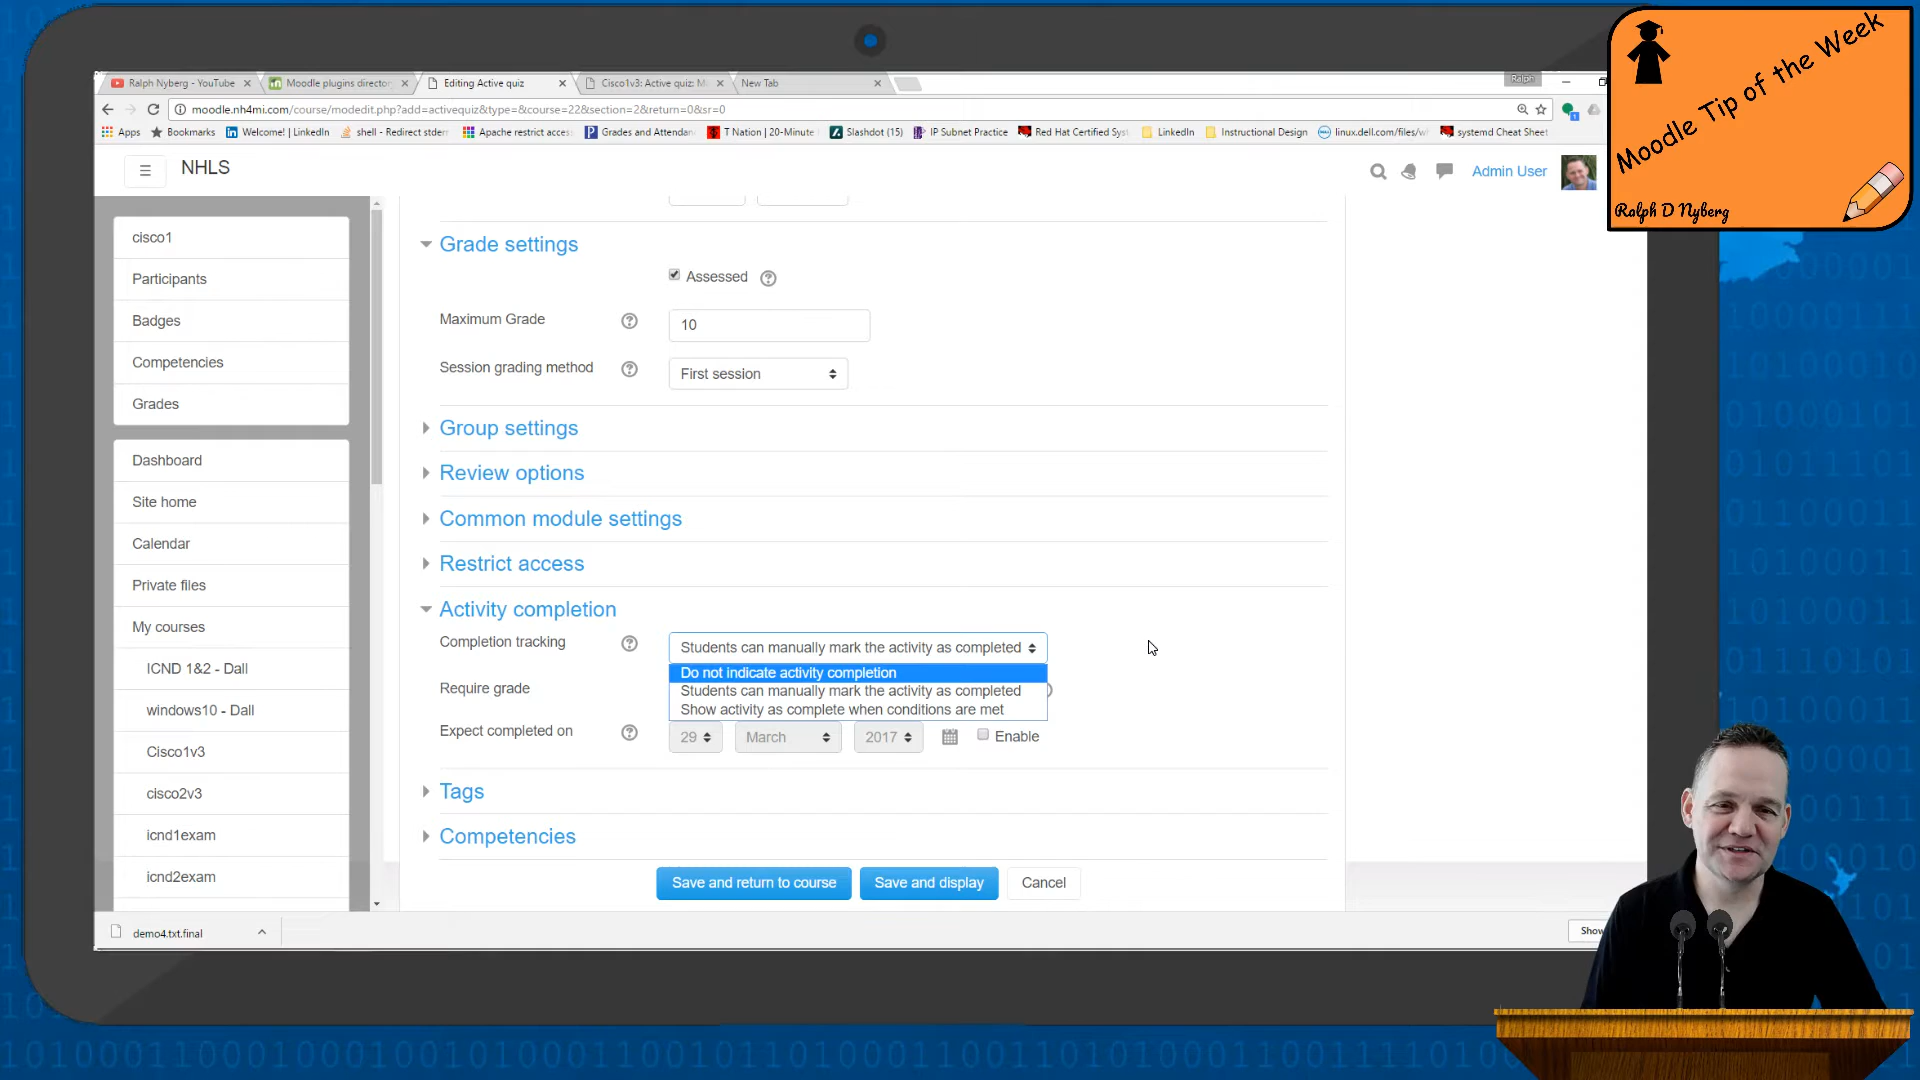 Moodle Tip of the Week
Ralph D Nyberg
Ralph Nyberg - YouTube
Moodle plugins director
Editing Active quiz
Cisco1v3: Active quiz: M
New Tab
Ralph
moodle.nh4mi.com/course/modedit.php?add=activequiz&type=&course=22&section=2&return=0&sr=0
Apps
Bookmarks
Welcome! | LinkedIn
shell - Redirect stderr
Apache restrict access
Grades and Attendan
T Nation | 20-Minute
Slashdot (15)
IP Subnet Practice
Red Hat Certified Sys
LinkedIn
Instructional Design
linux.dell.com/files/w
systemd Cheat Sheet
NHLS
Admin User
cisco1
Participants
Badges
Competencies
Grades
Dashboard
Site home
Calendar
Private files
My courses
ICND 1&2 - Dall
windows10 - Dall
Cisco1v3
cisco2v3
icnd1exam
icnd2exam
Grade settings
Assessed
Maximum Grade
10
Session grading method
First session
Group settings
Review options
Common module settings
Restrict access
Activity completion
Completion tracking
Students can manually mark the activity as completed
Do not indicate activity completion
Students can manually mark the activity as completed
Show activity as complete when conditions are met
Require grade
Expect completed on
29 March 2017 Enable
Tags
Competencies
Save and return to course
Save and display
Cancel
demo4.txt.final
Show